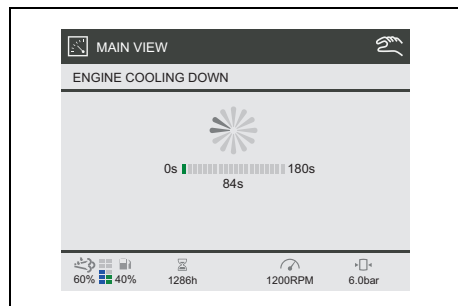 MAIN VIEW
ENGINE COOLING DOWN
0s 180s
84s
60% 40% 1286h 1200RPM 6.0bar